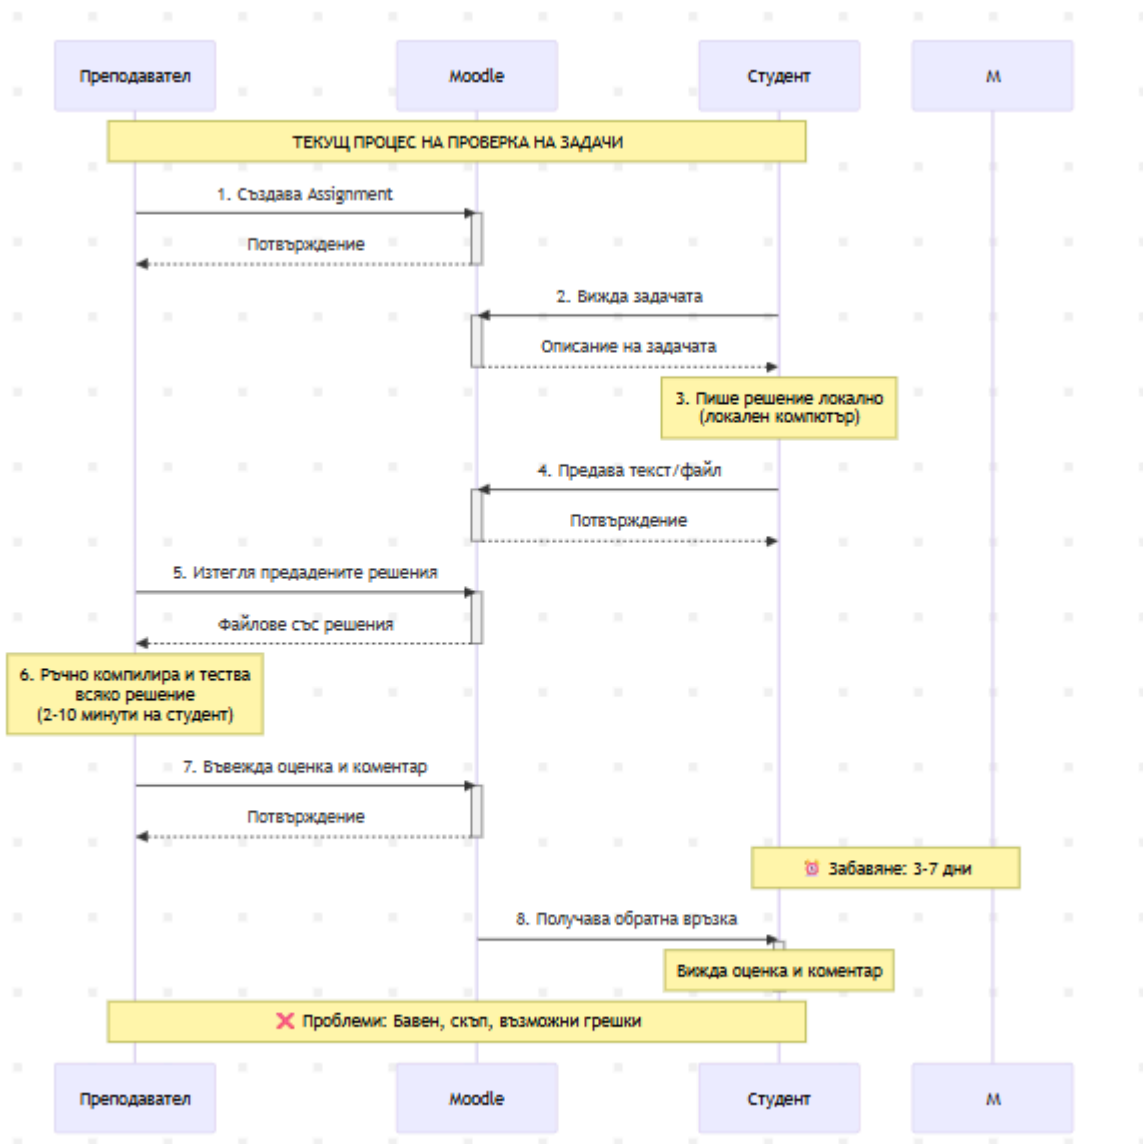 Преподавател Moodle Студент M
ТЕКУЩ ПРОЦЕС НА ПРОВЕРКА НА ЗАДАЧИ
1. Създава Assignment
Потвърждение
2. Вижда задачата
Описание на задачата
3. Пише решение локално
(локален компютър)
4. Предава текст/файл
Потвърждение
5. Изтегля предадените решения
Файлове със решения
6. Ръчно компилира и тества
всяко решение
(2-10 минути на студент)
7. Въвежда оценка и коментар
Потвърждение
⏰ Забавяне: 3-7 дни
8. Получава обратна връзка
Вижда оценка и коментар
❌ Проблеми: Бавен, скъп, възможни грешки
Преподавател Moodle Студент M